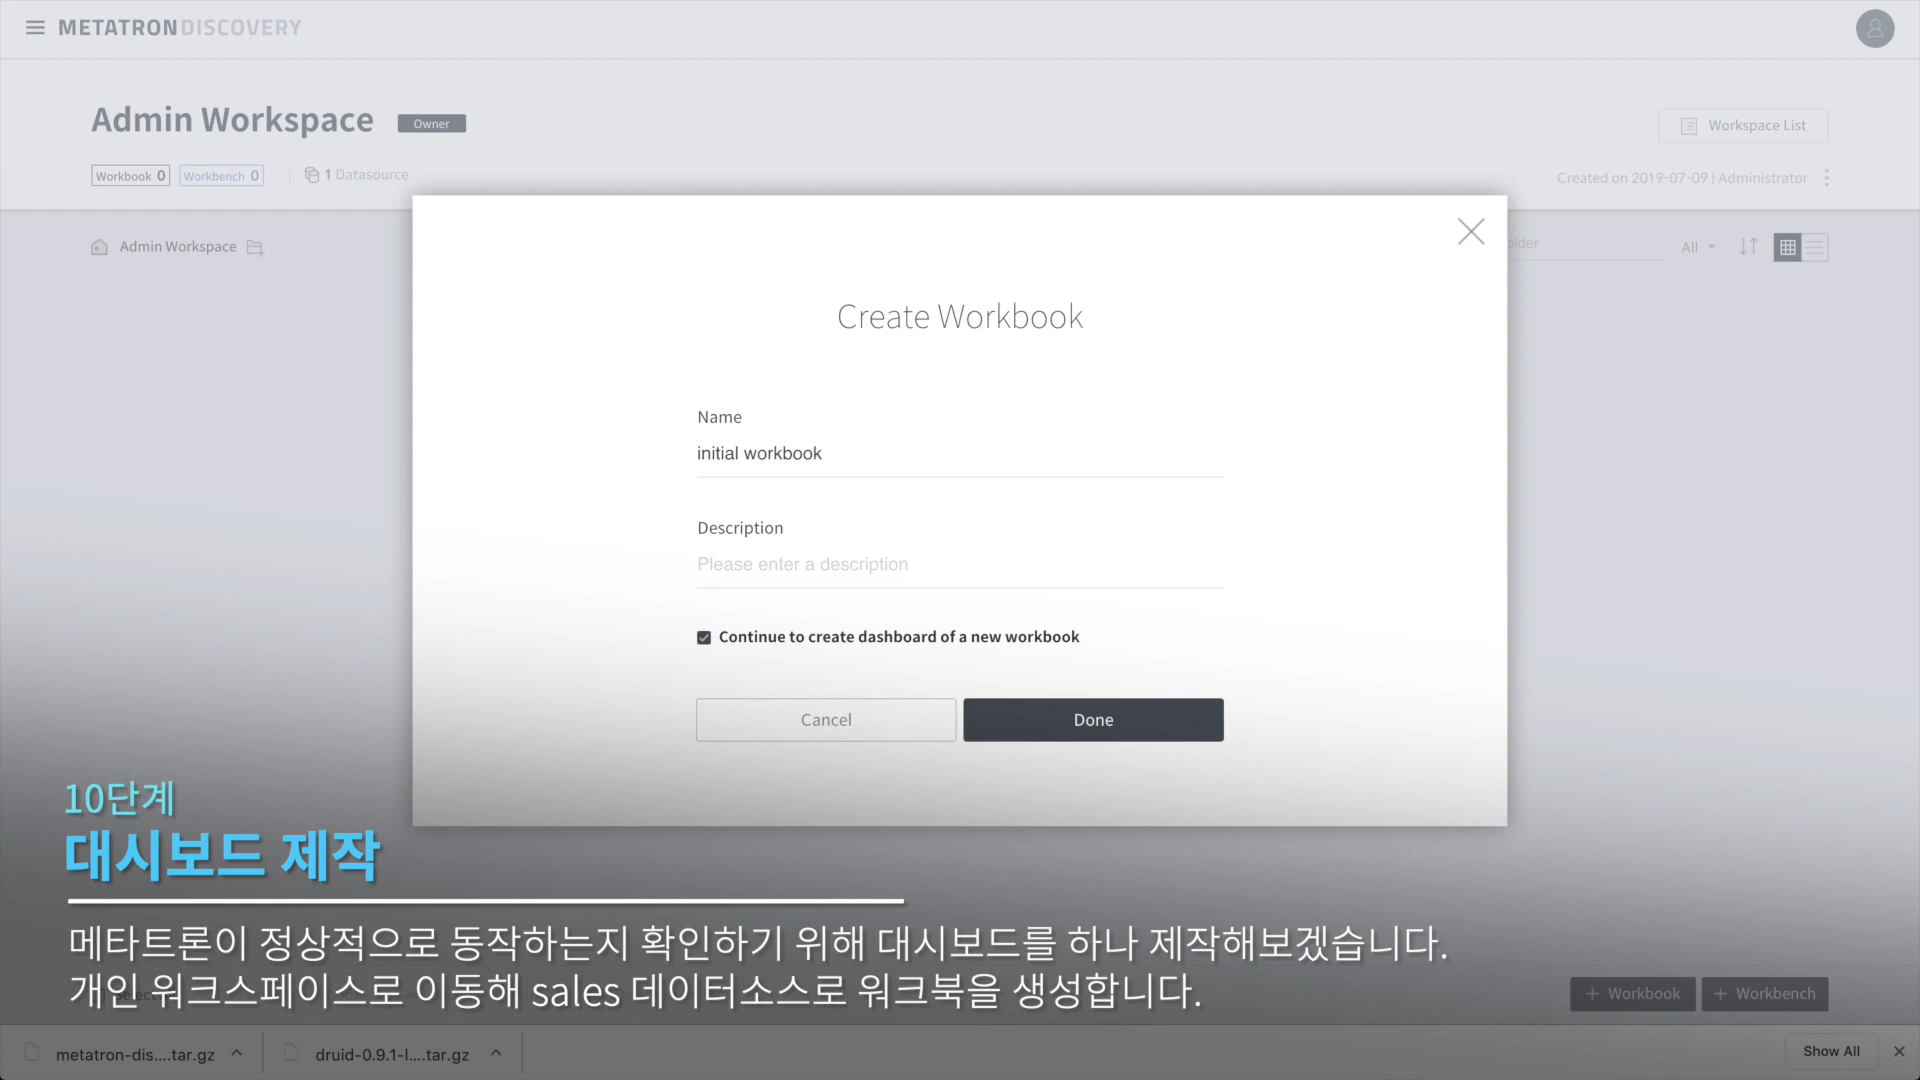 METATRONDISCOVERY
Admin Workspace
Owner
Workspace List
Workbook 0
Workbench 0
1 Datasource
Created on 2019-07-09 | Administrator
Admin Workspace
All
Create Workbook
Name
initial workbook
Description
Please enter a description
Continue to create dashboard of a new workbook
Cancel
Done
10단계
대시보드 제작
메타트론이 정상적으로 동작하는지 확인하기 위해 대시보드를 하나 제작해보겠습니다.
개인 워크스페이스로 이동해 sales 데이터소스로 워크북을 생성합니다.
+ Workbook
+ Workbench
metatron-dis....tar.gz
druid-0.9.1-l....tar.gz
Show All